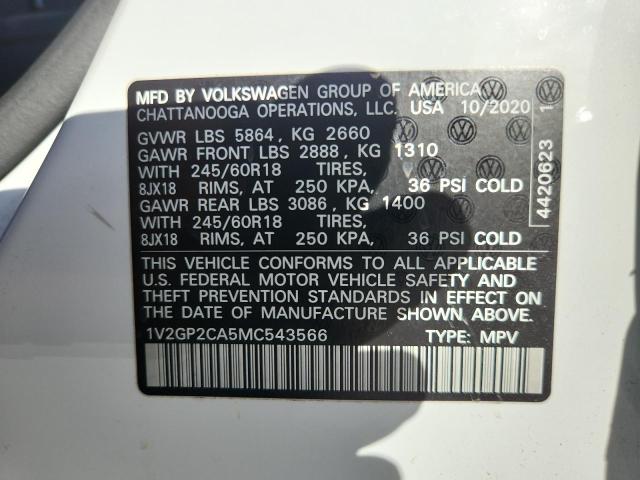 MFD BY VOLKSWAGEN GROUP OF AMERICA
CHATTANOOGA OPERATIONS, LLC. USA 10/2020
GVWR LBS 5864, KG 2660
GAWR FRONT LBS 2888, KG 1310
WITH 245/60R18 TIRES,
8JX18 RIMS, AT 250 KPA, 36 PSI COLD
GAWR REAR LBS 3086, KG 1400
WITH 245/60R18 TIRES,
8JX18 RIMS, AT 250 KPA, 36 PSI COLD
THIS VEHICLE CONFORMS TO ALL APPLICABLE
U.S. FEDERAL MOTOR VEHICLE SAFETY
AND THEFT PREVENTION STANDARDS IN EFFECT ON
THE DATE OF MANUFACTURE SHOWN ABOVE.
1V2GP2CA5MC543566 TYPE: MPV
4420623 1